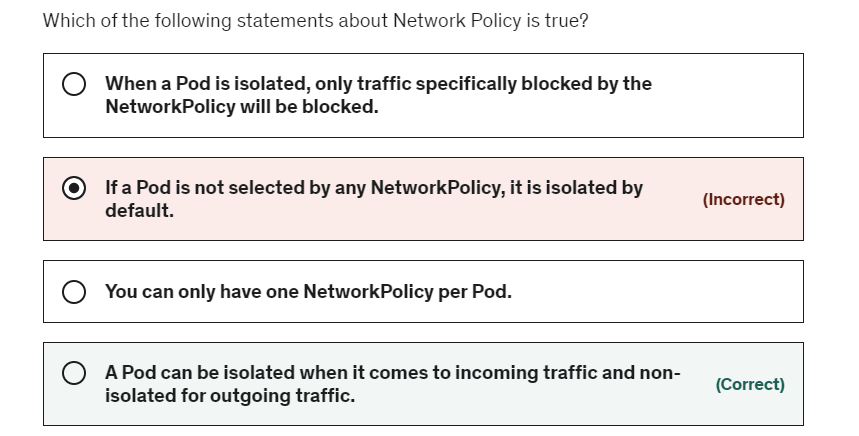 Which of the following statements about Network Policy is true?
When a Pod is isolated, only traffic specifically blocked by the
NetworkPolicy will be blocked.
If a Pod is not selected by any NetworkPolicy, it is isolated by
default.
(Incorrect)
You can only have one NetworkPolicy per Pod.
A Pod can be isolated when it comes to incoming traffic and non-
isolated for outgoing traffic.
(Correct)